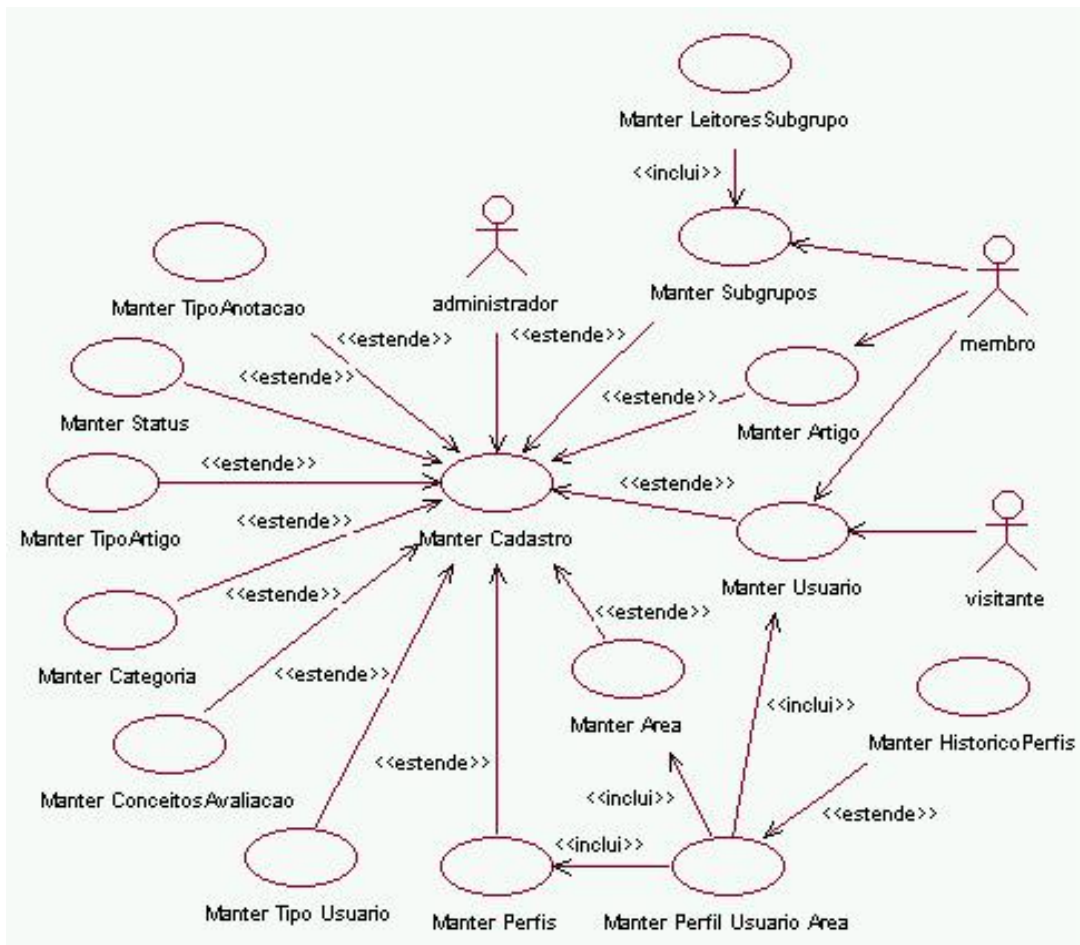 Manter LeitoresSubgrupo
<<inclui>>
Manter TipoAnotacao
administrador
Manter Subgrupos
<<estende>>
<<estende>>
membro
<<estende>>
<<estende>>
Manter Status
Manter Artigo
<<estende>>
<<estende>>
Manter TipoArtigo
Manter Cadastro
<<estende>>
Manter Usuario
visitante
<<estende>>
<<estende>>
Manter Categoria
<<estende>>
Manter Area
<<inclui>>
Manter HistoricoPerfis
<<estende>>
Manter ConceitosAvaliacao
<<inclui>>
<<estende>>
<<inclui>>
Manter Tipo Usuario
Manter Perfis
Manter Perfil Usuario Area